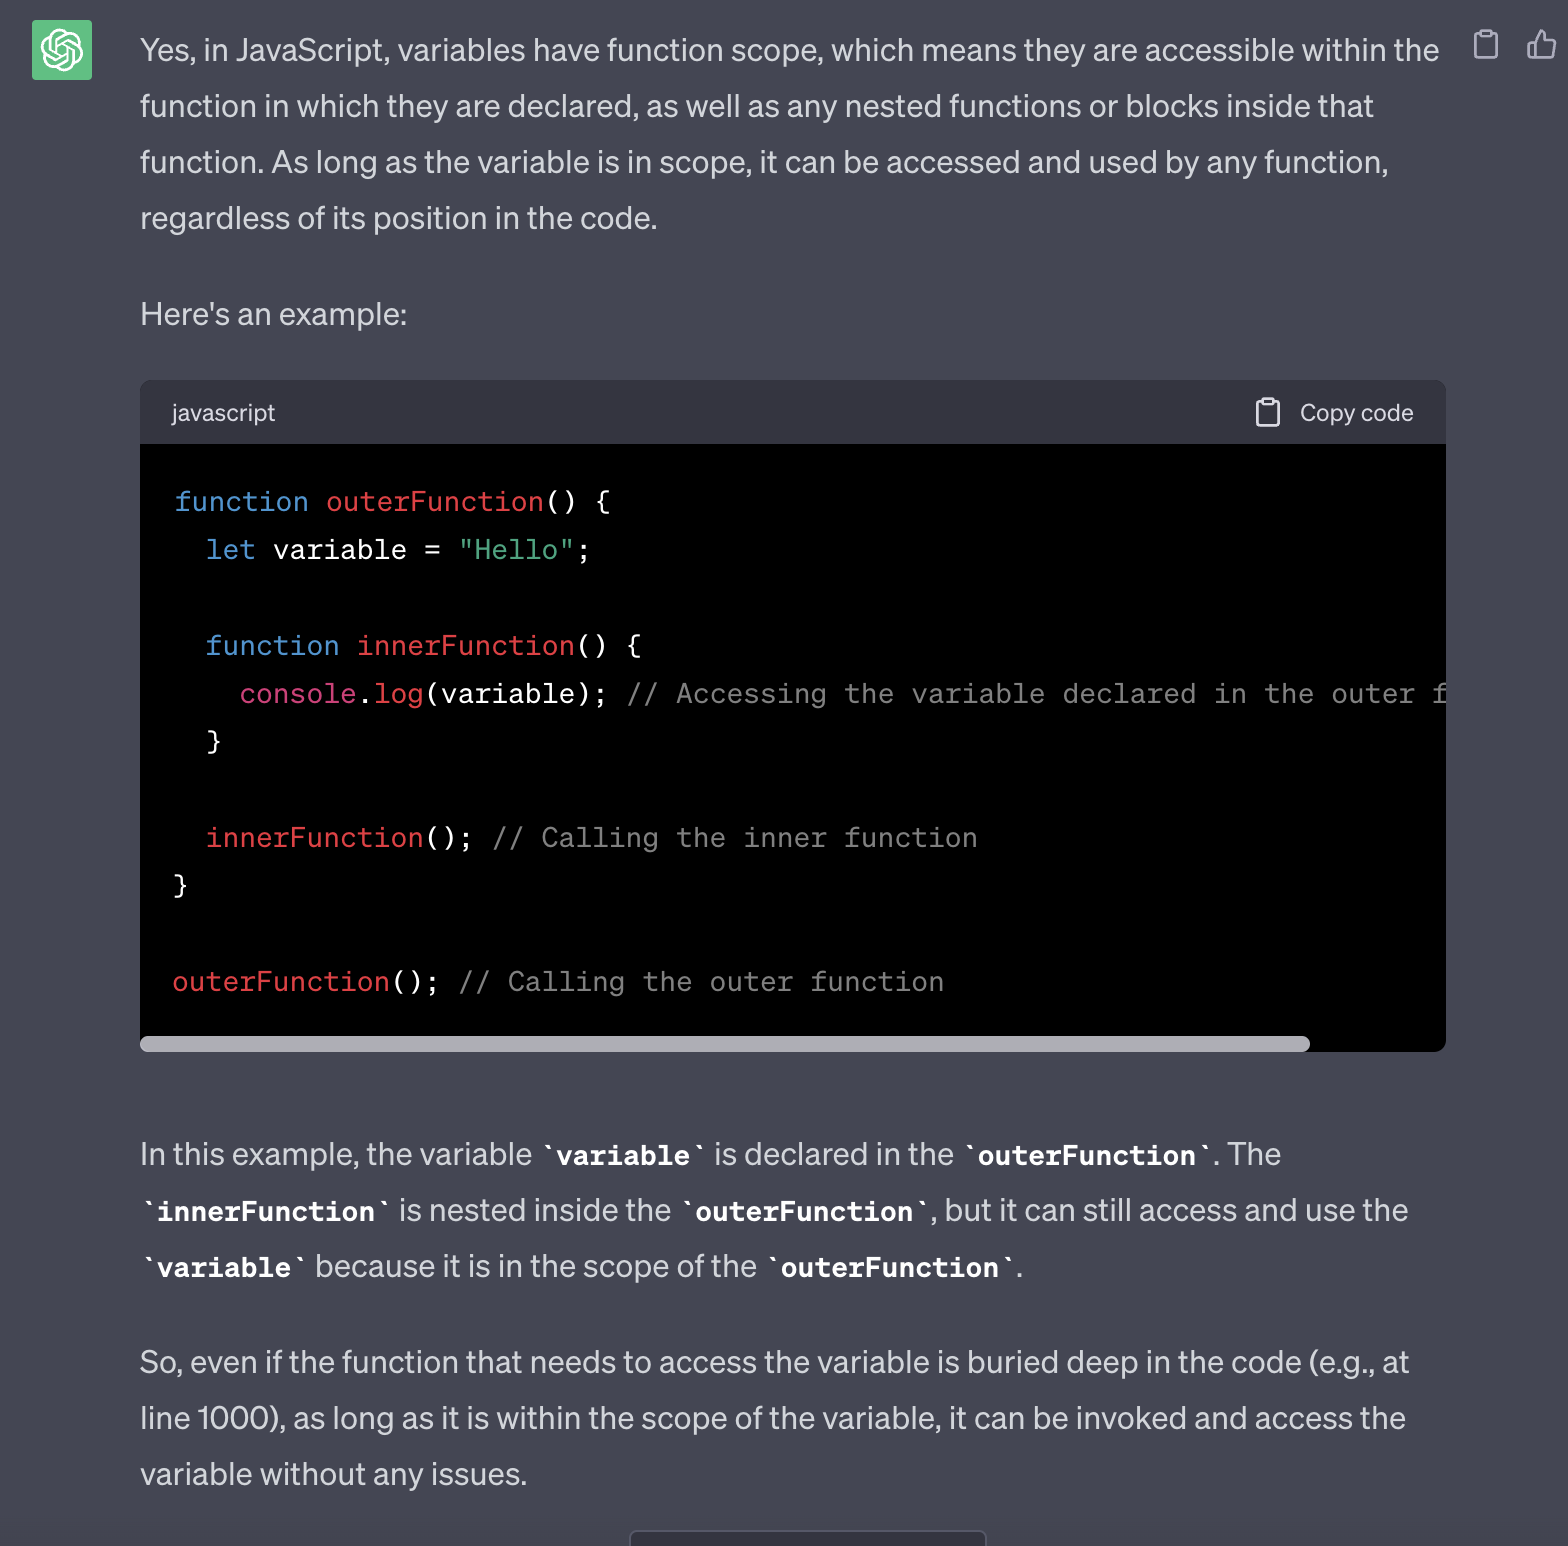 Yes, in JavaScript, variables have function scope, which means they are accessible within the
function in which they are declared, as well as any nested functions or blocks inside that
function. As long as the variable is in scope, it can be accessed and used by any function,
regardless of its position in the code.
Here's an example:
javascript
Copy code
function outerFunction() {
  let variable = "Hello";
  function innerFunction() {
    console.log(variable); // Accessing the variable declared in the outer f
  }
  innerFunction(); // Calling the inner function
}
outerFunction(); // Calling the outer function
In this example, the variable `variable` is declared in the `outerFunction`. The
`innerFunction` is nested inside the `outerFunction`, but it can still access and use the
`variable` because it is in the scope of the `outerFunction`.
So, even if the function that needs to access the variable is buried deep in the code (e.g., at
line 1000), as long as it is within the scope of the variable, it can be invoked and access the
variable without any issues.